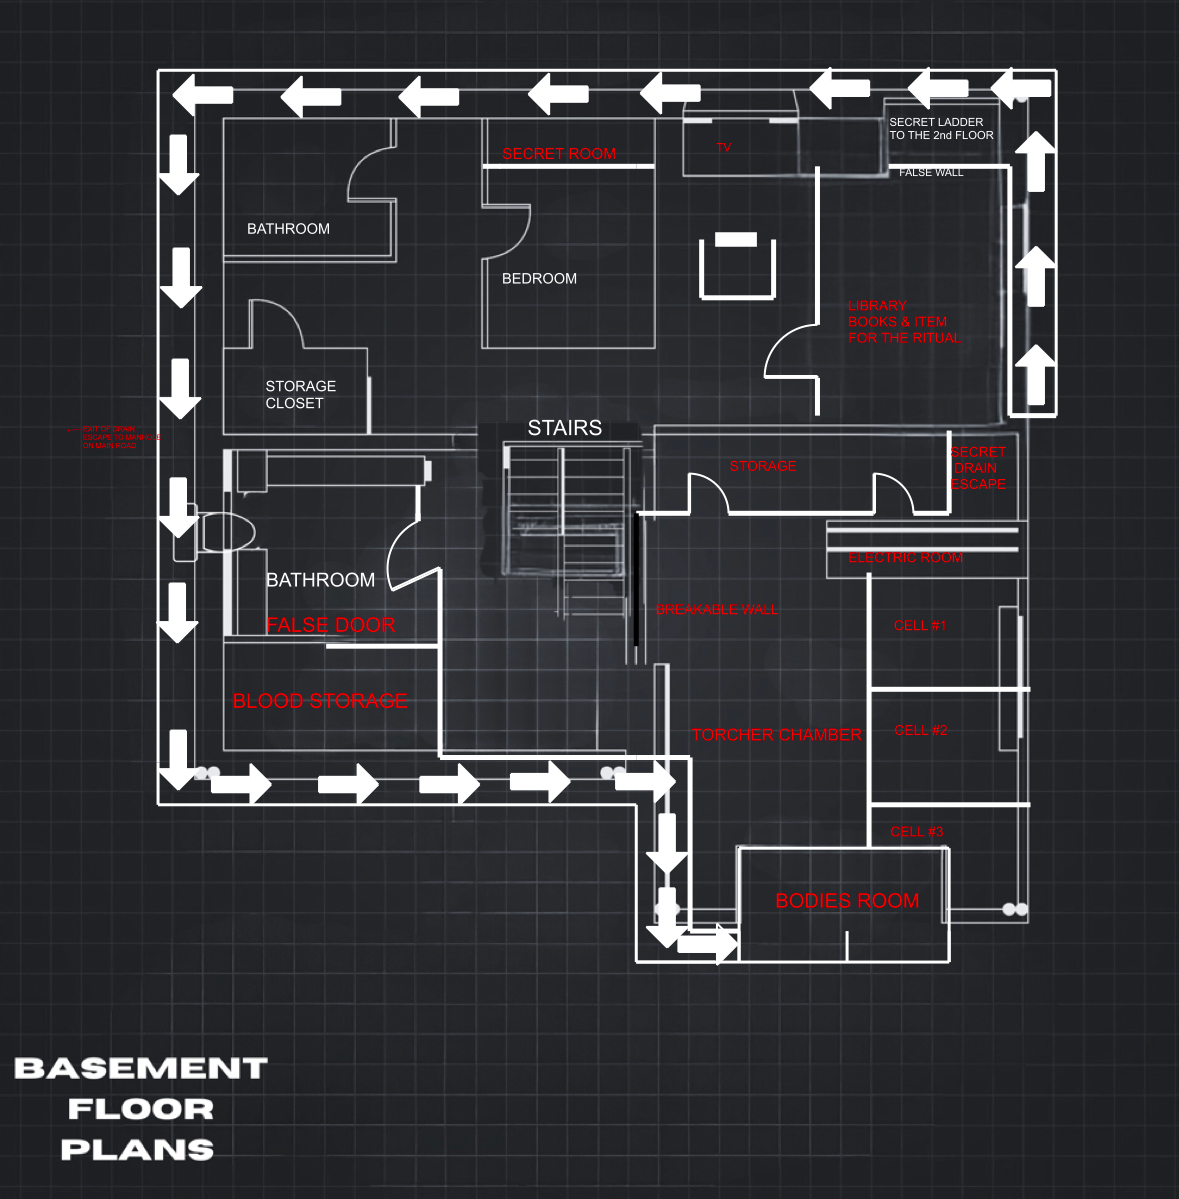 SECRET LADDER
TO THE 2nd FLOOR
SECRET ROOM
TV
FALSE WALL
BATHROOM
BEDROOM
LIBRARY
BOOKS & ITEM
FOR THE RITUAL
STORAGE
CLOSET
STAIRS
EXIT OF DRAIN
ESCAPE TO MANHOLE
ON MAIN ROAD
STORAGE
SECRET
DRAIN
ESCAPE
ELECTRIC ROOM
BATHROOM
BREAKABLE WALL
FALSE DOOR
CELL #1
BLOOD STORAGE
CELL #2
TORCHER CHAMBER
CELL #3
BODIES ROOM
BASEMENT
FLOOR
PLANS